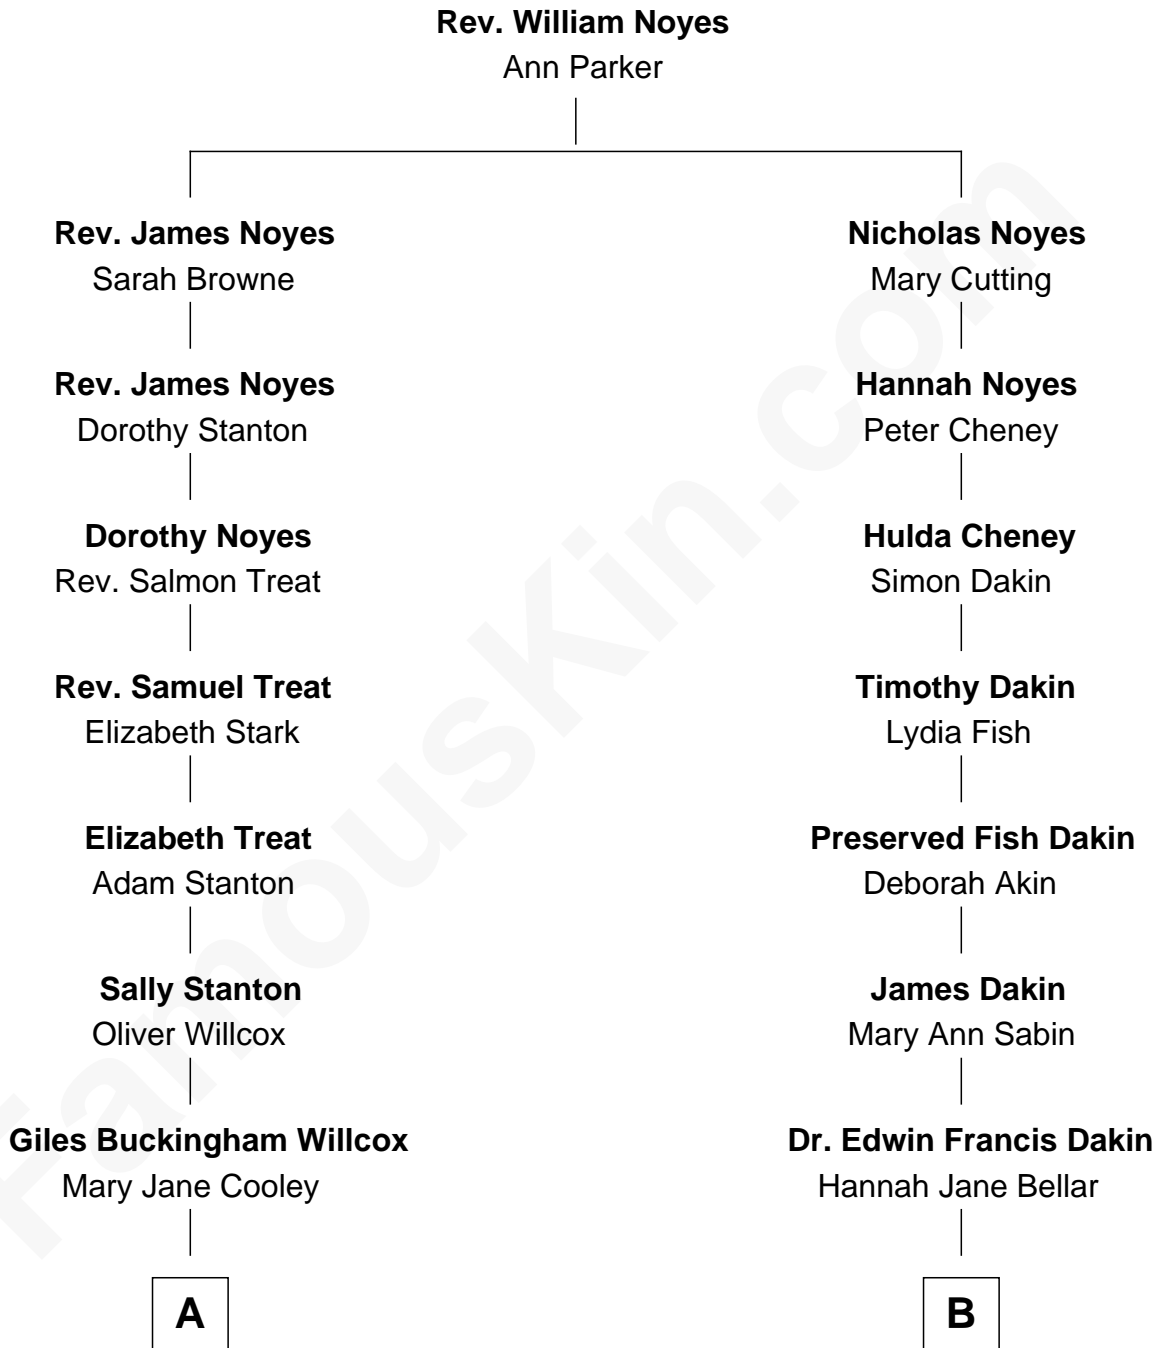 Rev. William Noyes
Ann Parker
Rev. James Noyes
Sarah Browne
Nicholas Noyes
Mary Cutting
Rev. James Noyes
Dorothy Stanton
Hannah Noyes
Peter Cheney
Dorothy Noyes
Rev. Salmon Treat
Hulda Cheney
Simon Dakin
Rev. Samuel Treat
Elizabeth Stark
Timothy Dakin
Lydia Fish
Elizabeth Treat
Adam Stanton
Preserved Fish Dakin
Deborah Akin
Sally Stanton
Oliver Willcox
James Dakin
Mary Ann Sabin
Giles Buckingham Willcox
Mary Jane Cooley
Dr. Edwin Francis Dakin
Hannah Jane Bellar
A
B
FamousKin.com